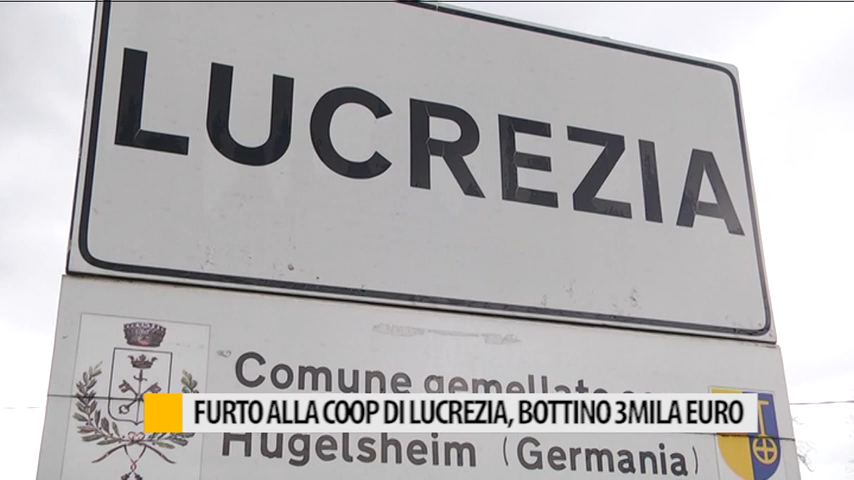 LUCREZIA
Comune gemellato
FURTO ALLA COOP DI LUCREZIA, BOTTINO 3MILA EURO
Hugelsheim (Germania)